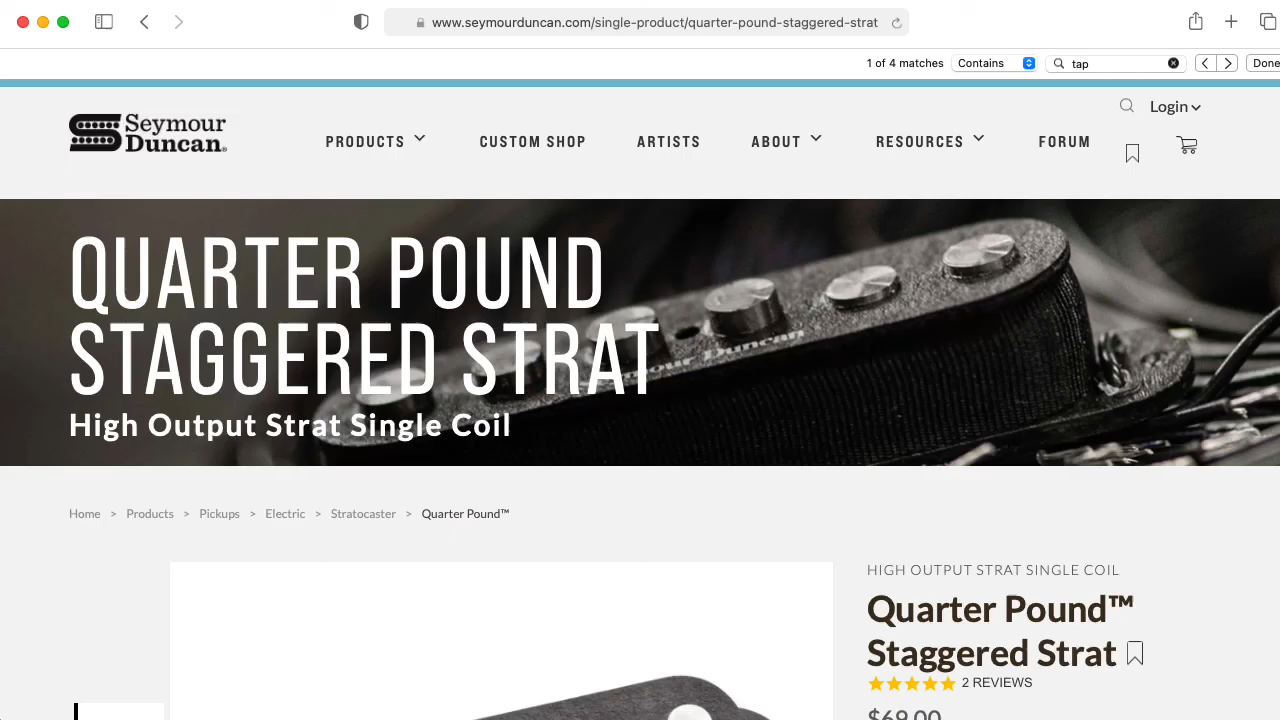 www.seymourduncan.com/single-product/quarter-pound-staggered-strat
1 of 4 matches Contains tap Done
Login
Seymour
Duncan®
PRODUCTS CUSTOM SHOP ARTISTS ABOUT RESOURCES FORUM
QUARTER POUND
STAGGERED STRAT
High Output Strat Single Coil
Home > Products > Pickups > Electric > Stratocaster > Quarter Pound™
HIGH OUTPUT STRAT SINGLE COIL
Quarter Pound™
Staggered Strat
2 REVIEWS
$69.00